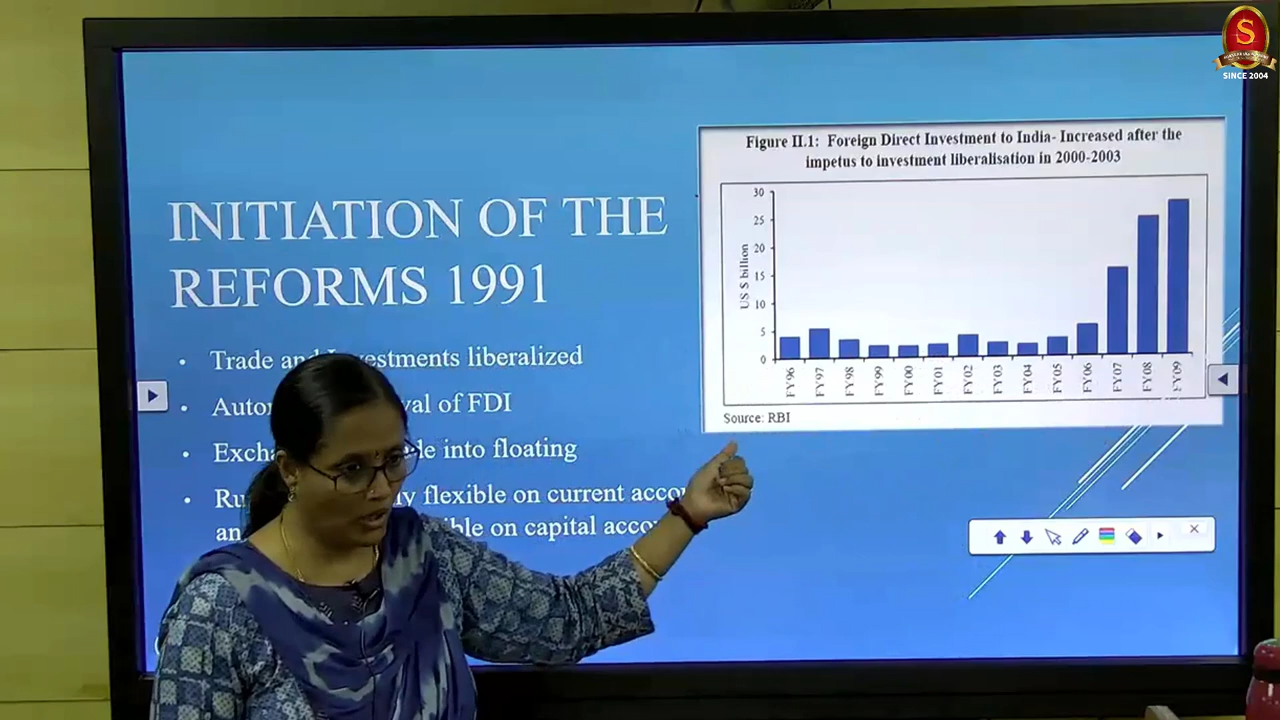 S
SINCE 2004
INITIATION OF THE
REFORMS 1991
• Trade and Investments liberalized
• Auto val of FDI
• Excha de into floating
• Ru ly flexible on current acco
an ible on capital acco
Figure II.1: Foreign Direct Investment to India- Increased after the
impetus to investment liberalisation in 2000-2003
US $ billion
30
25
20
15
10
5
0
FY96 FY97 FY98 FY99 FY00 FY01 FY02 FY03 FY04 FY05 FY06 FY07 FY08 FY09
Source: RBI